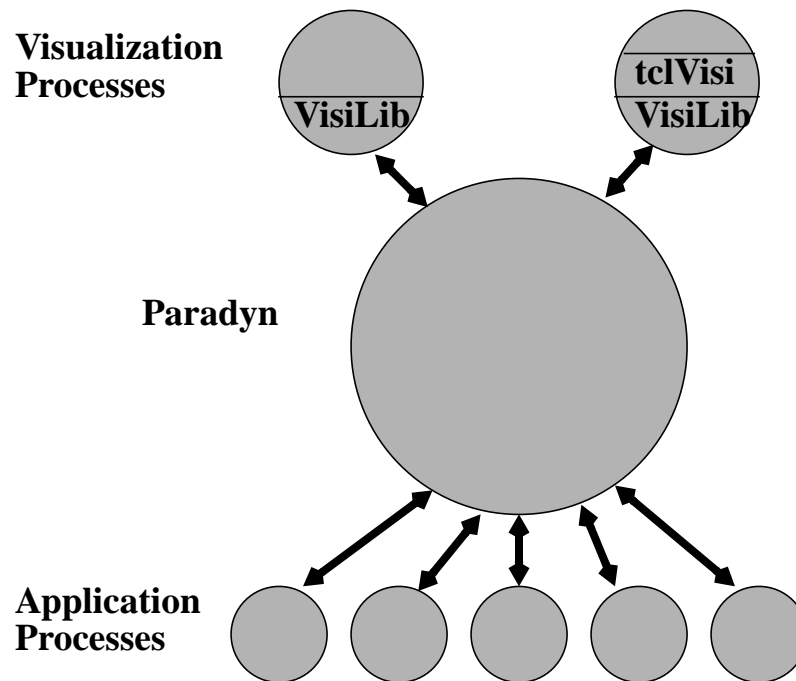 Visualization
Processes
VisiLib
tclVisi
VisiLib
Paradyn
Application
Processes